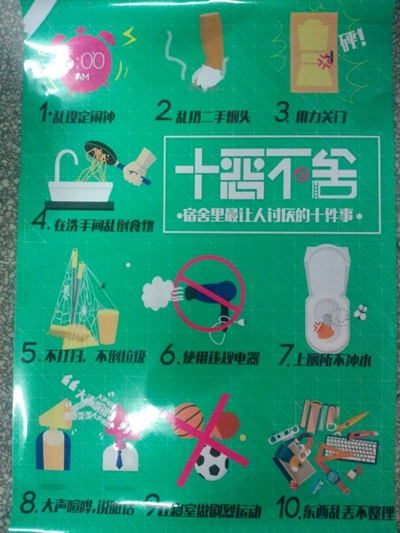 :00
AM
砰!
1.乱设定闹钟
2.乱扔二手烟头
3.用力关门
十恶不舍
·宿舍里最让人讨厌的十件事·
4.在洗手间乱倒食物
5.不打扫,不倒垃圾
6.使用违规电器
7.上厕所不冲水
8.大声喧哗,说脏话
9.在寝室做剧烈运动
10.东西乱丢不整理